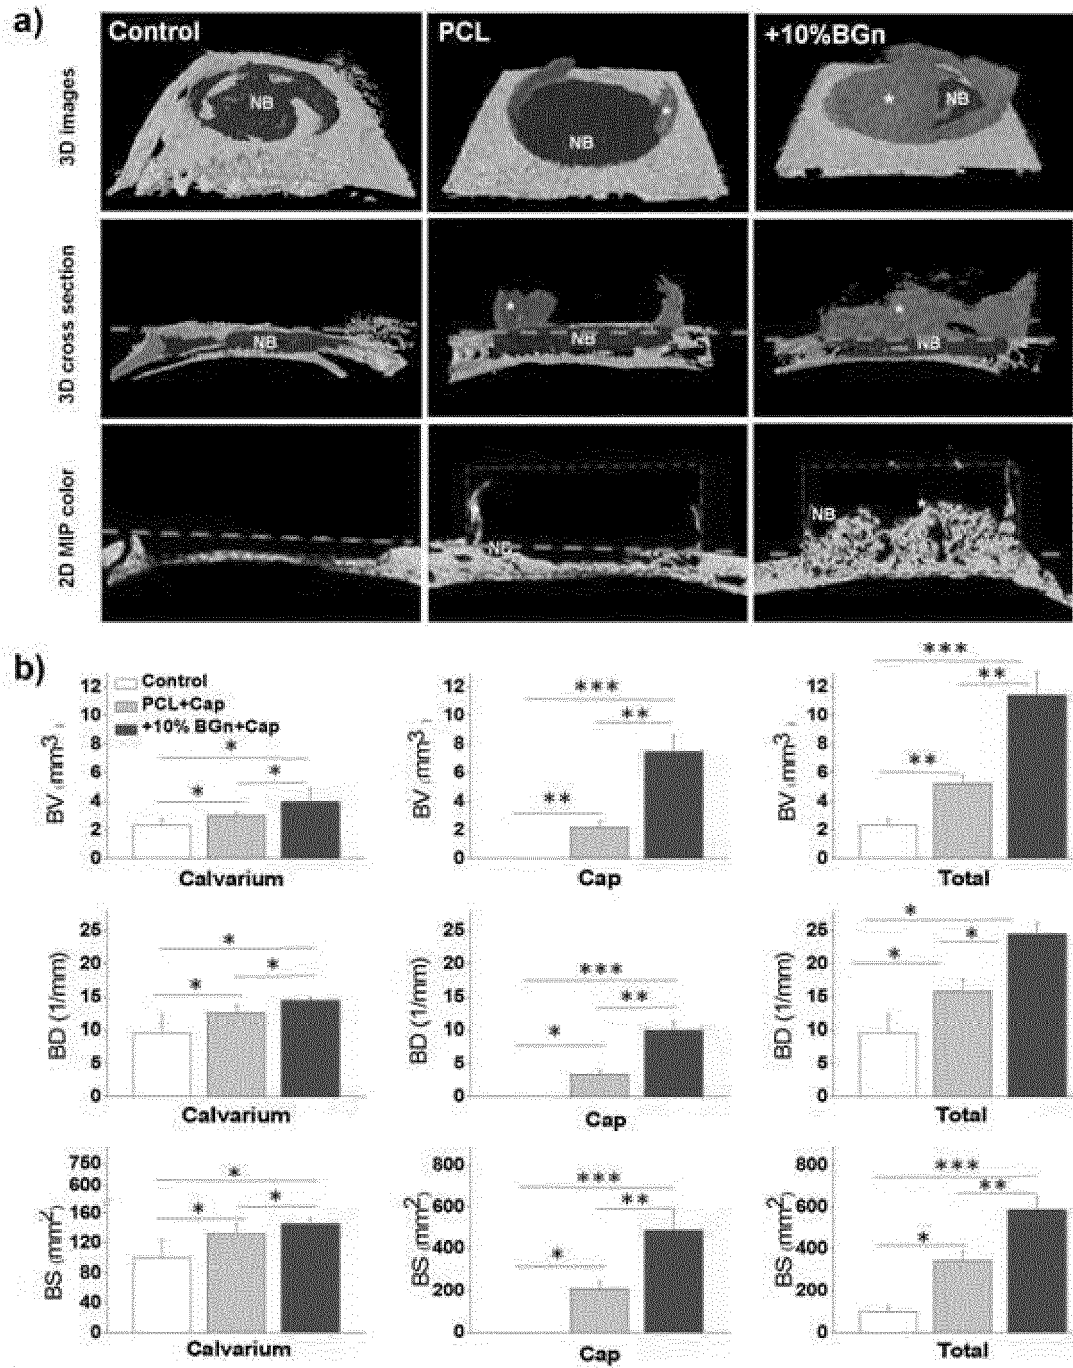 a)
Control PCL +10%BGn
3D images
NB * NB * NB
3D cross section
NB * NB * NB
2D MIP color
NB NB *
b)
Control
PCL+Cap
+10% BGn+Cap
BV (mm³)
12
10
8
6
4
2
0
* * *
Calvarium
BV (mm³)
12
10
8
6
4
2
0
*** ** **
Cap
BV (mm³)
12
10
8
6
4
2
0
*** ** **
Total
BD (1/mm)
25
20
15
10
5
0
* * *
Calvarium
BD (1/mm)
25
20
15
10
5
0
*** ** *
Cap
BD (1/mm)
25
20
15
10
5
0
* * *
Total
BS (mm²)
750
600
160
120
80
40
0
* * *
Calvarium
BS (mm²)
800
600
400
200
0
*** ** *
Cap
BS (mm²)
800
600
400
200
0
*** ** *
Total